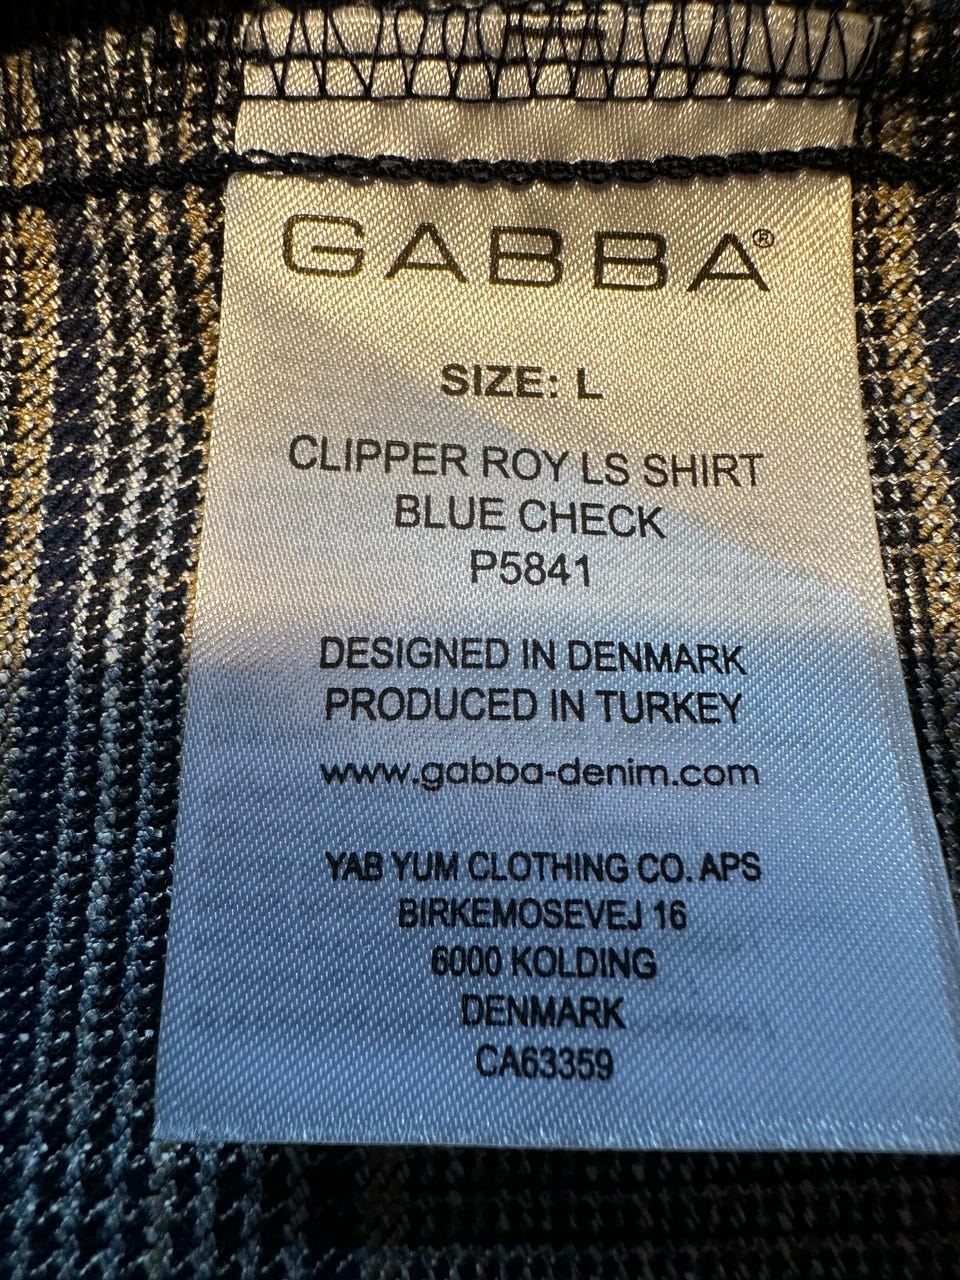 GABBA®
SIZE: L
CLIPPER ROY LS SHIRT
BLUE CHECK
P5841
DESIGNED IN DENMARK
PRODUCED IN TURKEY
www.gabba-denim.com
YAB YUM CLOTHING CO. APS
BIRKEMOSEVEJ 16
6000 KOLDING
DENMARK
CA63359